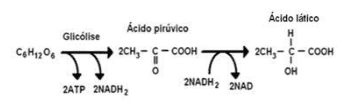 Glicólise
Ácido pirúvico
Ácido lático
C₆H₁₂O₆
2CH₃ – C – COOH
O
H
2CH₃ – C – COOH
OH
2ATP
2NADH₂
2NADH₂
2NAD